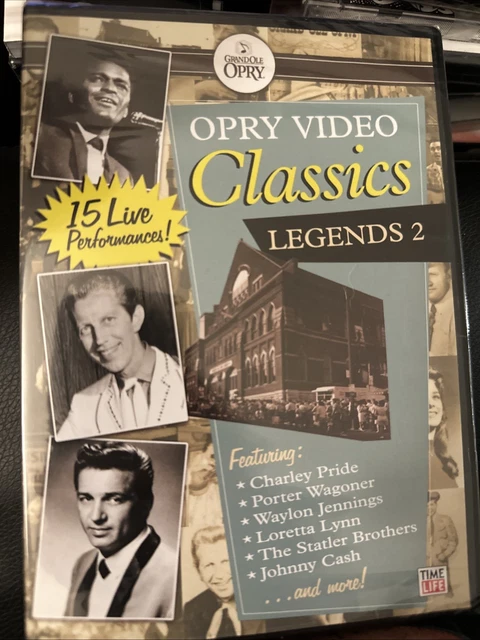 GRAND OLE
OPRY
OPRY VIDEO
Classics
LEGENDS 2
15 Live
Performances!
Featuring:
★ Charley Pride
★ Porter Wagoner
★ Waylon Jennings
★ Loretta Lynn
★ The Statler Brothers
★ Johnny Cash
...and more!
TIME
LIFE